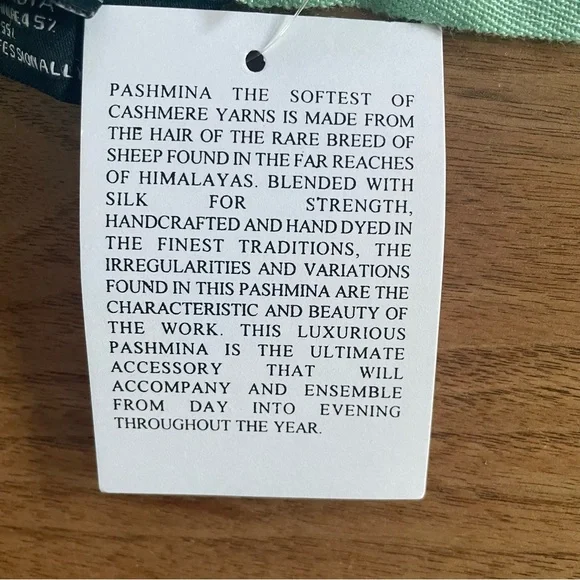 45%
55%
PASHMINA THE SOFTEST OF
CASHMERE YARNS IS MADE FROM
THE HAIR OF THE RARE BREED OF
SHEEP FOUND IN THE FAR REACHES
OF HIMALAYAS. BLENDED WITH
SILK FOR STRENGTH,
HANDCRAFTED AND HAND DYED IN
THE FINEST TRADITIONS, THE
IRREGULARITIES AND VARIATIONS
FOUND IN THIS PASHMINA ARE THE
CHARACTERISTIC AND BEAUTY OF
THE WORK. THIS LUXURIOUS
PASHMINA IS THE ULTIMATE
ACCESSORY THAT WILL
ACCOMPANY AND ENSEMBLE
FROM DAY INTO EVENING
THROUGHOUT THE YEAR.